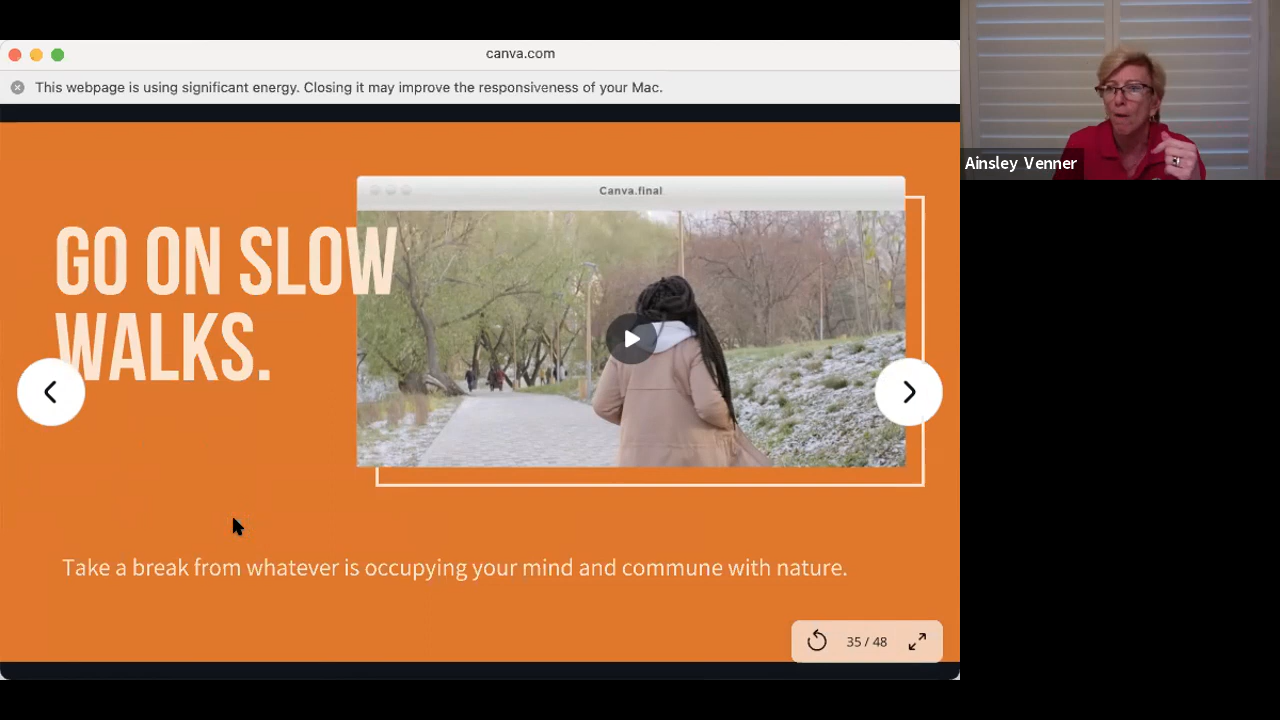 canva.com
This webpage is using significant energy. Closing it may improve the responsiveness of your Mac.
Ainsley Venner
Canva.final
GO ON SLOW
WALKS.
Take a break from whatever is occupying your mind and commune with nature.
35 / 48